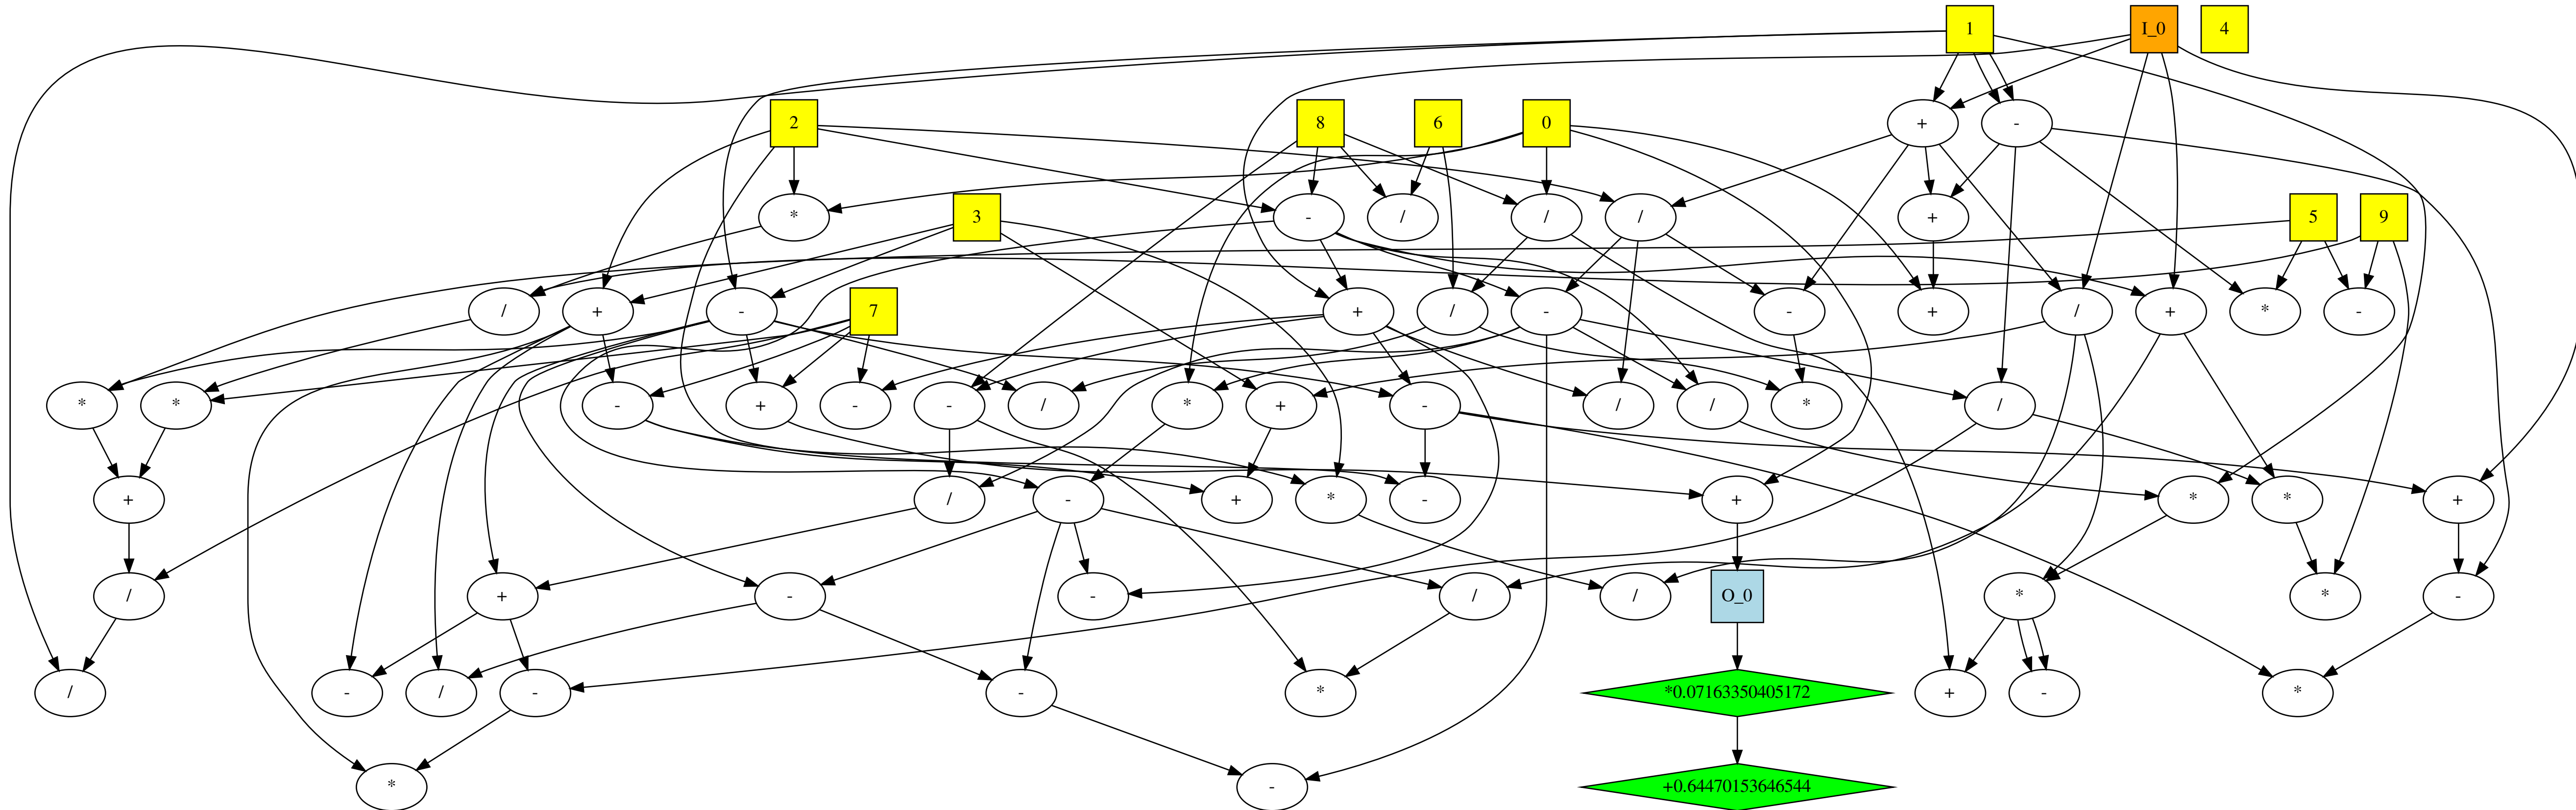 1 I_0 4
2 8 6 0 + -
* 3 - / / / + 5 9
/ + - 7 + / - - + / + * -
* * - + - - / * + - / / * /
+ / - + * - + * * +
/ + - - / / O_0 * * -
/ - / - - * *0.07163350405172 + - *
* - +0.64470153646544